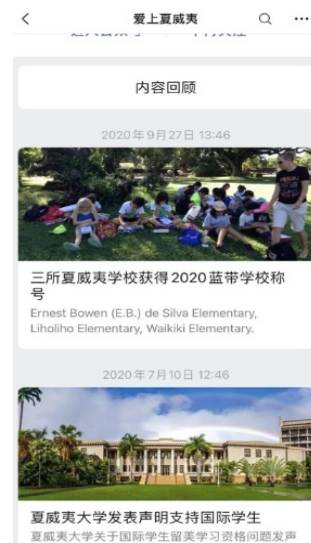 爱上夏威夷
内容回顾
2020年9月27日 13:46
三所夏威夷学校获得2020蓝带学校称
号
Ernest Bowen (E.B.) de Silva Elementary,
Liholiho Elementary, Waikiki Elementary.
2020年7月10日 12:46
夏威夷大学发表声明支持国际学生
夏威夷大学关于国际学生留美学习资格问题发声